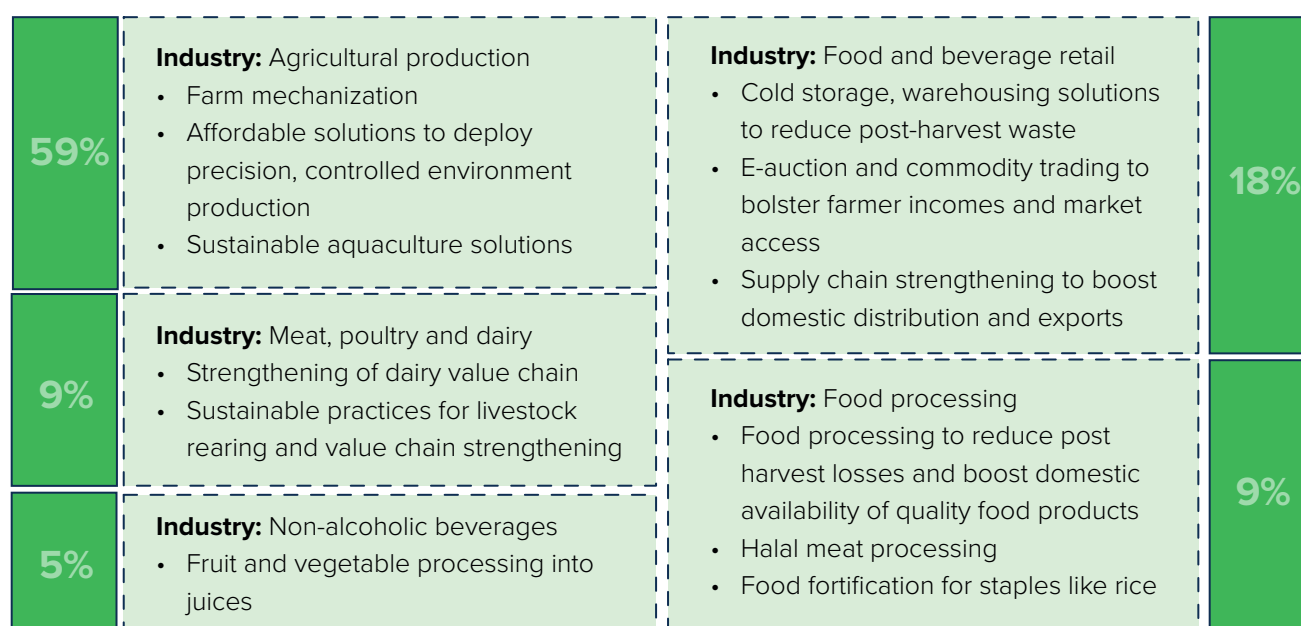 59%
Industry: Agricultural production
• Farm mechanization
• Affordable solutions to deploy
precision, controlled environment
production
• Sustainable aquaculture solutions
9%
Industry: Meat, poultry and dairy
• Strengthening of dairy value chain
• Sustainable practices for livestock
rearing and value chain strengthening
5%
Industry: Non-alcoholic beverages
• Fruit and vegetable processing into
juices
Industry: Food and beverage retail
• Cold storage, warehousing solutions
to reduce post-harvest waste
• E-auction and commodity trading to
bolster farmer incomes and market
access
• Supply chain strengthening to boost
domestic distribution and exports
18%
Industry: Food processing
• Food processing to reduce post
harvest losses and boost domestic
availability of quality food products
• Halal meat processing
• Food fortification for staples like rice
9%